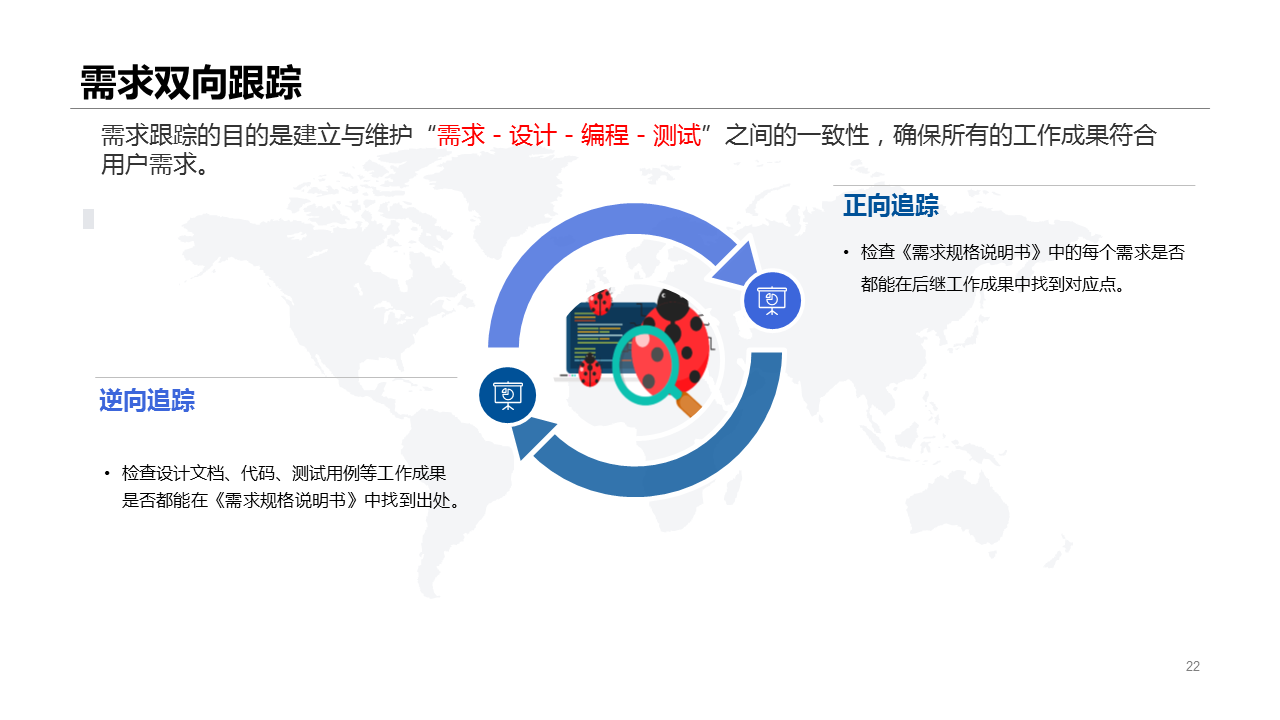 需求双向跟踪
需求跟踪的目的是建立与维护“需求－设计－编程－测试”之间的一致性，确保所有的工作成果符合
用户需求。
正向追踪
• 检查《需求规格说明书》中的每个需求是否
都能在后继工作成果中找到对应点。
逆向追踪
• 检查设计文档、代码、测试用例等工作成果
是否都能在《需求规格说明书》中找到出处。
22